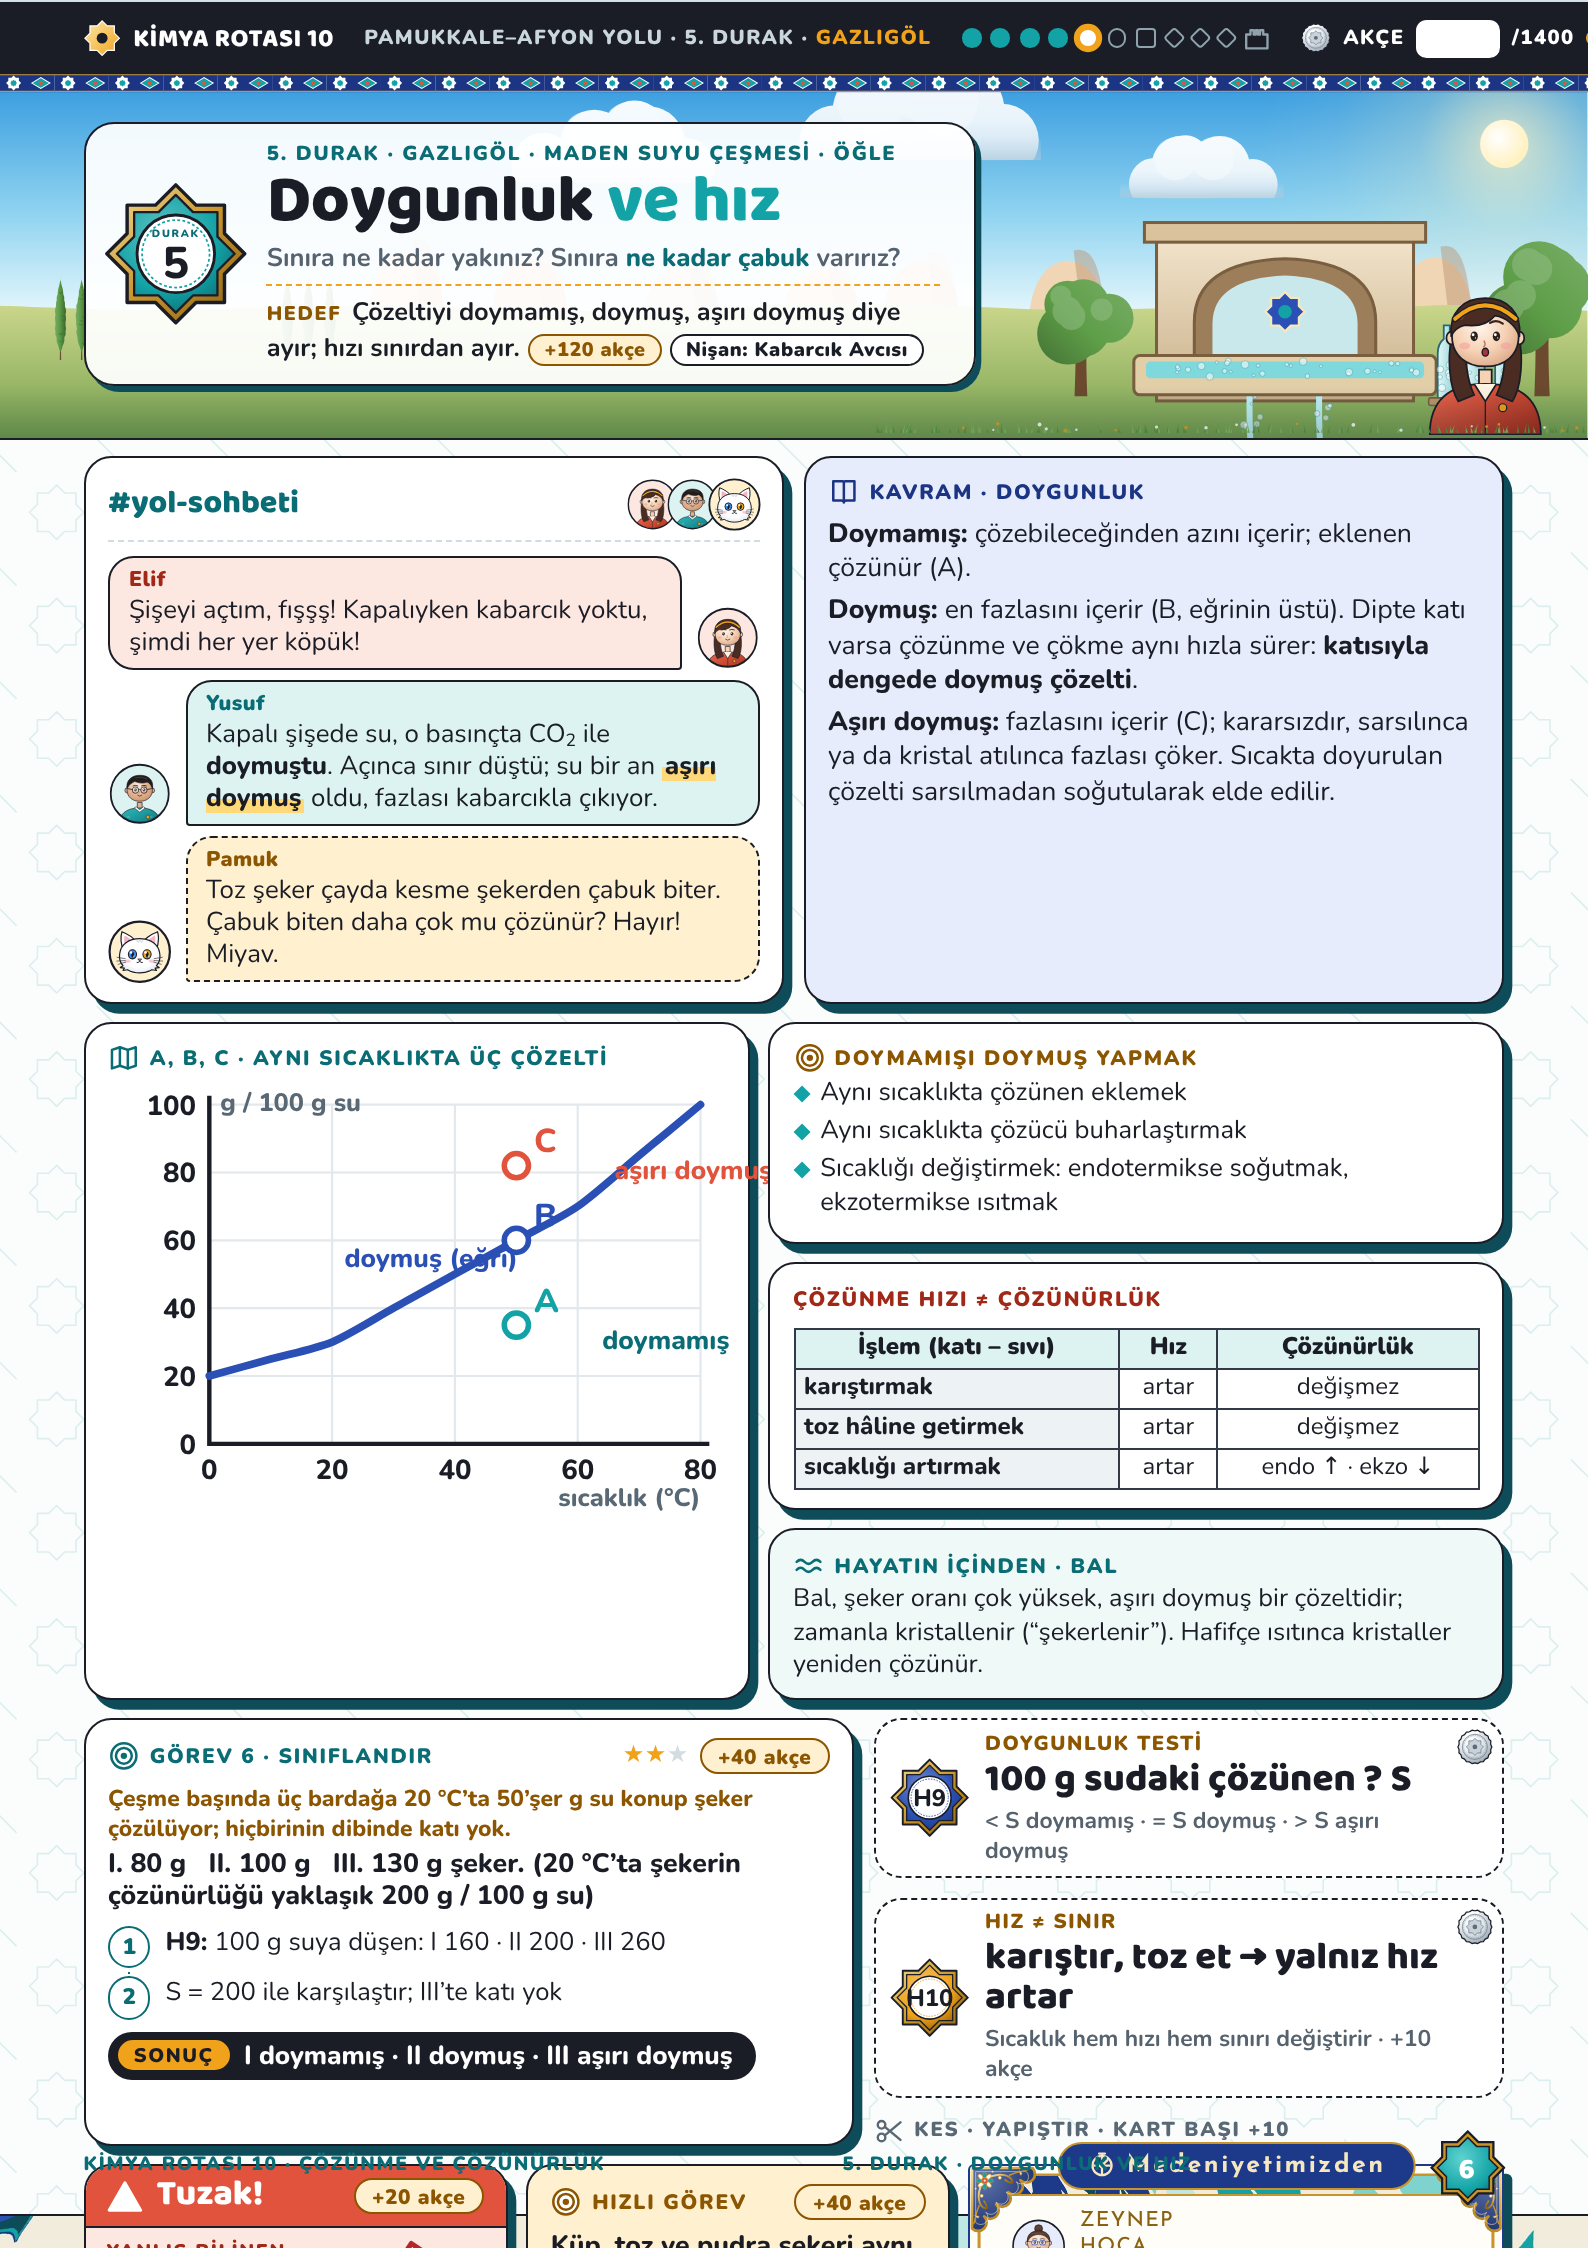 KİMYA ROTASI 10 PAMUKKALE–AFYON YOLU · 5. DURAK · GAZLIGÖL AKÇE /1400
5. DURAK · GAZLIGÖL · MADEN SUYU ÇEŞMESİ · ÖĞLE
DURAK
5
Doygunluk ve hız
Sınıra ne kadar yakınız? Sınıra ne kadar çabuk varırız?
HEDEF Çözeltiyi doymamış, doymuş, aşırı doymuş diye
ayır; hızı sınırdan ayır. +120 akçe Nişan: Kabarcık Avcısı
#yol-sohbeti
Elif
Şişeyi açtım, fışşş! Kapalıyken kabarcık yoktu,
şimdi her yer köpük!
Yusuf
Kapalı şişede su, o basınçta CO₂ ile
doymuştu. Açınca sınır düştü; su bir an aşırı
doymuş oldu, fazlası kabarcıkla çıkıyor.
Pamuk
Toz şeker çayda kesme şekerden çabuk biter.
Çabuk biten daha çok mu çözünür? Hayır!
Miyav.
KAVRAM · DOYGUNLUK
Doymamış: çözebileceğinden azını içerir; eklenen
çözünür (A).
Doymuş: en fazlasını içerir (B, eğrinin üstü). Dipte katı
varsa çözünme ve çökme aynı hızla sürer: katısıyla
dengede doymuş çözelti.
Aşırı doymuş: fazlasını içerir (C); kararsızdır, sarsılınca
ya da kristal atılınca fazlası çöker. Sıcakta doyurulan
çözelti sarsılmadan soğutularak elde edilir.
A, B, C · AYNI SICAKLIKTA ÜÇ ÇÖZELTİ
100 g / 100 g su
C
80 aşırı doymuş
B
60
doymuş (eğri)
A
40
doymamış
20
0
0 20 40 60 80
sıcaklık (°C)
DOYMAMIŞI DOYMUŞ YAPMAK
Aynı sıcaklıkta çözünen eklemek
Aynı sıcaklıkta çözücü buharlaştırmak
Sıcaklığı değiştirmek: endotermikse soğutmak,
ekzotermikse ısıtmak
ÇÖZÜNME HIZI ≠ ÇÖZÜNÜRLÜK
İşlem (katı – sıvı) Hız Çözünürlük
karıştırmak artar değişmez
toz hâline getirmek artar değişmez
sıcaklığı artırmak artar endo ↑ · ekzo ↓
HAYATIN İÇİNDEN · BAL
Bal, şeker oranı çok yüksek, aşırı doymuş bir çözeltidir;
zamanla kristallenir (“şekerlenir”). Hafifçe ısıtınca kristaller
yeniden çözünür.
GÖREV 6 · SINIFLANDIR ★★★ +40 akçe
Çeşme başında üç bardağa 20 °C’ta 50’şer g su konup şeker
çözülüyor; hiçbirinin dibinde katı yok.
I. 80 g II. 100 g III. 130 g şeker. (20 °C’ta şekerin
çözünürlüğü yaklaşık 200 g / 100 g su)
1 H9: 100 g suya düşen: I 160 · II 200 · III 260
2 S = 200 ile karşılaştır; III’te katı yok
SONUÇ I doymamış · II doymuş · III aşırı doymuş
DOYGUNLUK TESTİ
H9
100 g sudaki çözünen ? S
< S doymamış · = S doymuş · > S aşırı
doymuş
HIZ ≠ SINIR
H10
karıştır, toz et ➜ yalnız hız
artar
Sıcaklık hem hızı hem sınırı değiştirir · +10
akçe
KES · YAPIŞTIR · KART BAŞI +10
KİMYA ROTASI 10 · ÇÖZÜNME VE ÇÖZÜNÜRLÜK 5. DURAK · DOYGUNLUK VE HIZ
Medeniyetimizden 6
Tuzak! +20 akçe
HIZLI GÖREV +40 akçe
ZEYNEP
HOCA
YANLIŞ BİLİNEN
Küp, toz ve pudra şekeri aynı